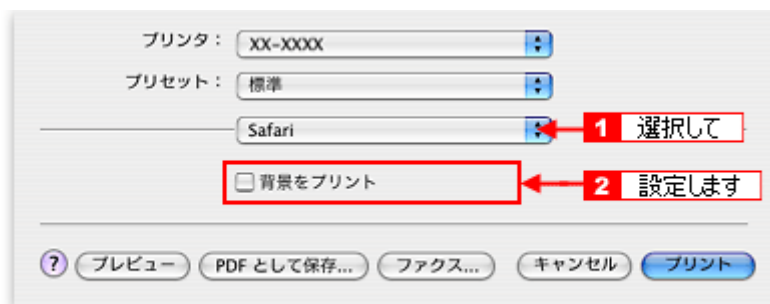 プリンタ： XX-XXXX
プリセット： 標準
Safari 1 選択して
背景をプリント 2 設定します
? プレビュー PDF として保存... ファクス... キャンセル プリント